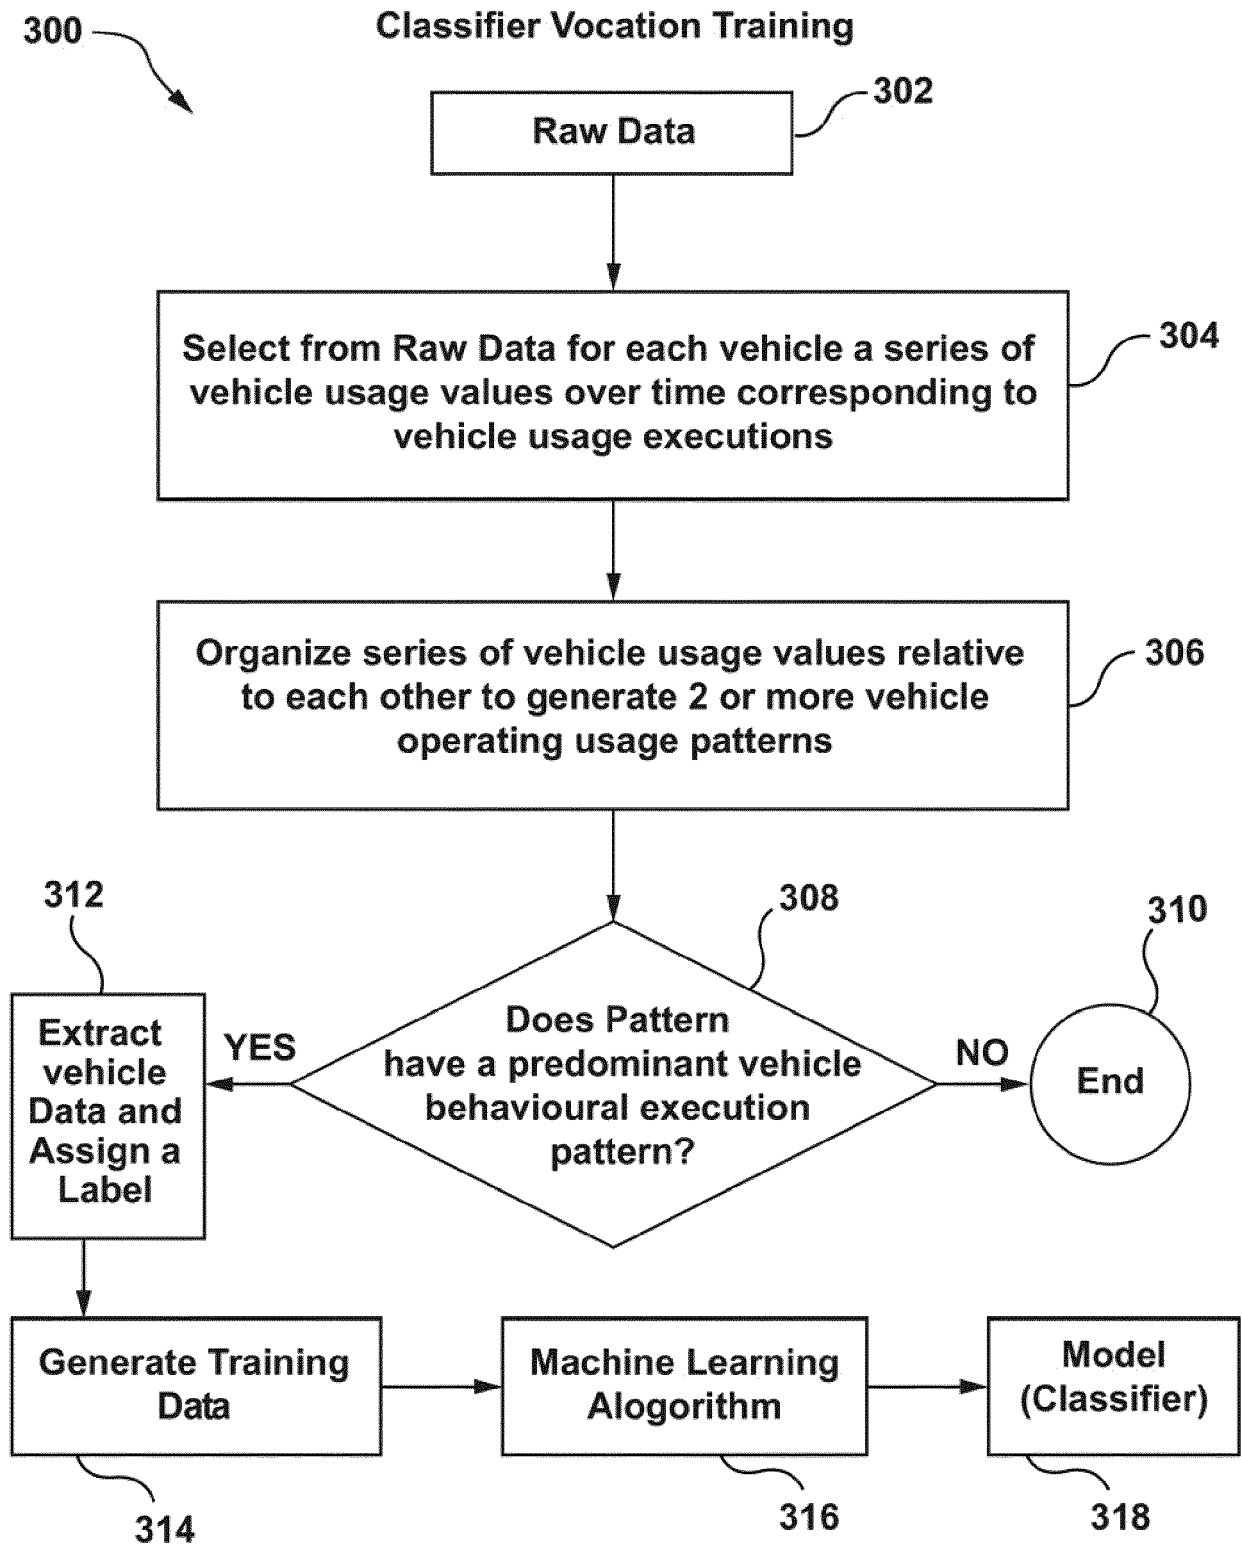 Classifier Vocation Training
300
302
Raw Data
304
Select from Raw Data for each vehicle a series of
vehicle usage values over time corresponding to
vehicle usage executions
306
Organize series of vehicle usage values relative
to each other to generate 2 or more vehicle
operating usage patterns
308
Does Pattern
have a predominant vehicle
behavioural execution
pattern?
NO
310
End
YES
312
Extract
vehicle
Data and
Assign a
Label
Generate Training
Data
314
Machine Learning
Alogorithm
316
Model
(Classifier)
318